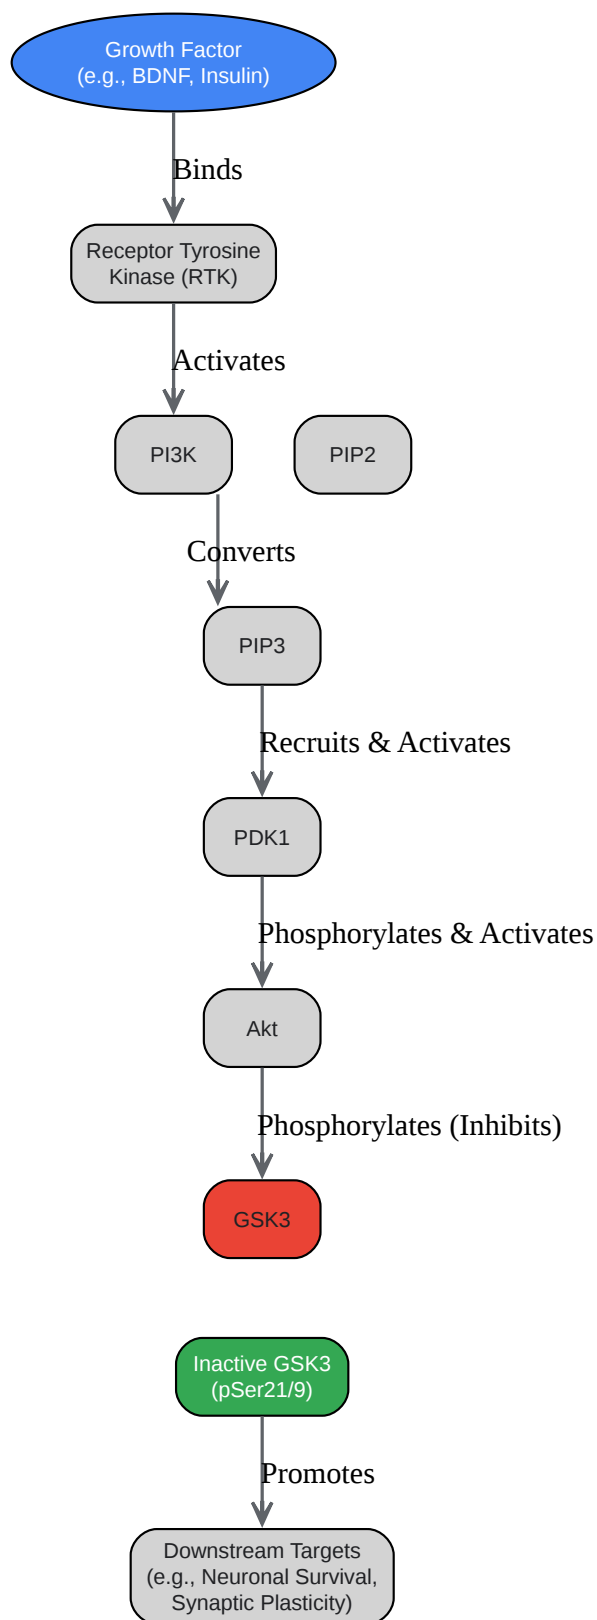 Growth Factor
(e.g., BDNF, Insulin)
Binds
Receptor Tyrosine
Kinase (RTK)
Activates
PI3K
PIP2
Converts
PIP3
Recruits & Activates
PDK1
Phosphorylates & Activates
Akt
Phosphorylates (Inhibits)
GSK3
Inactive GSK3
(pSer21/9)
Promotes
Downstream Targets
(e.g., Neuronal Survival,
Synaptic Plasticity)